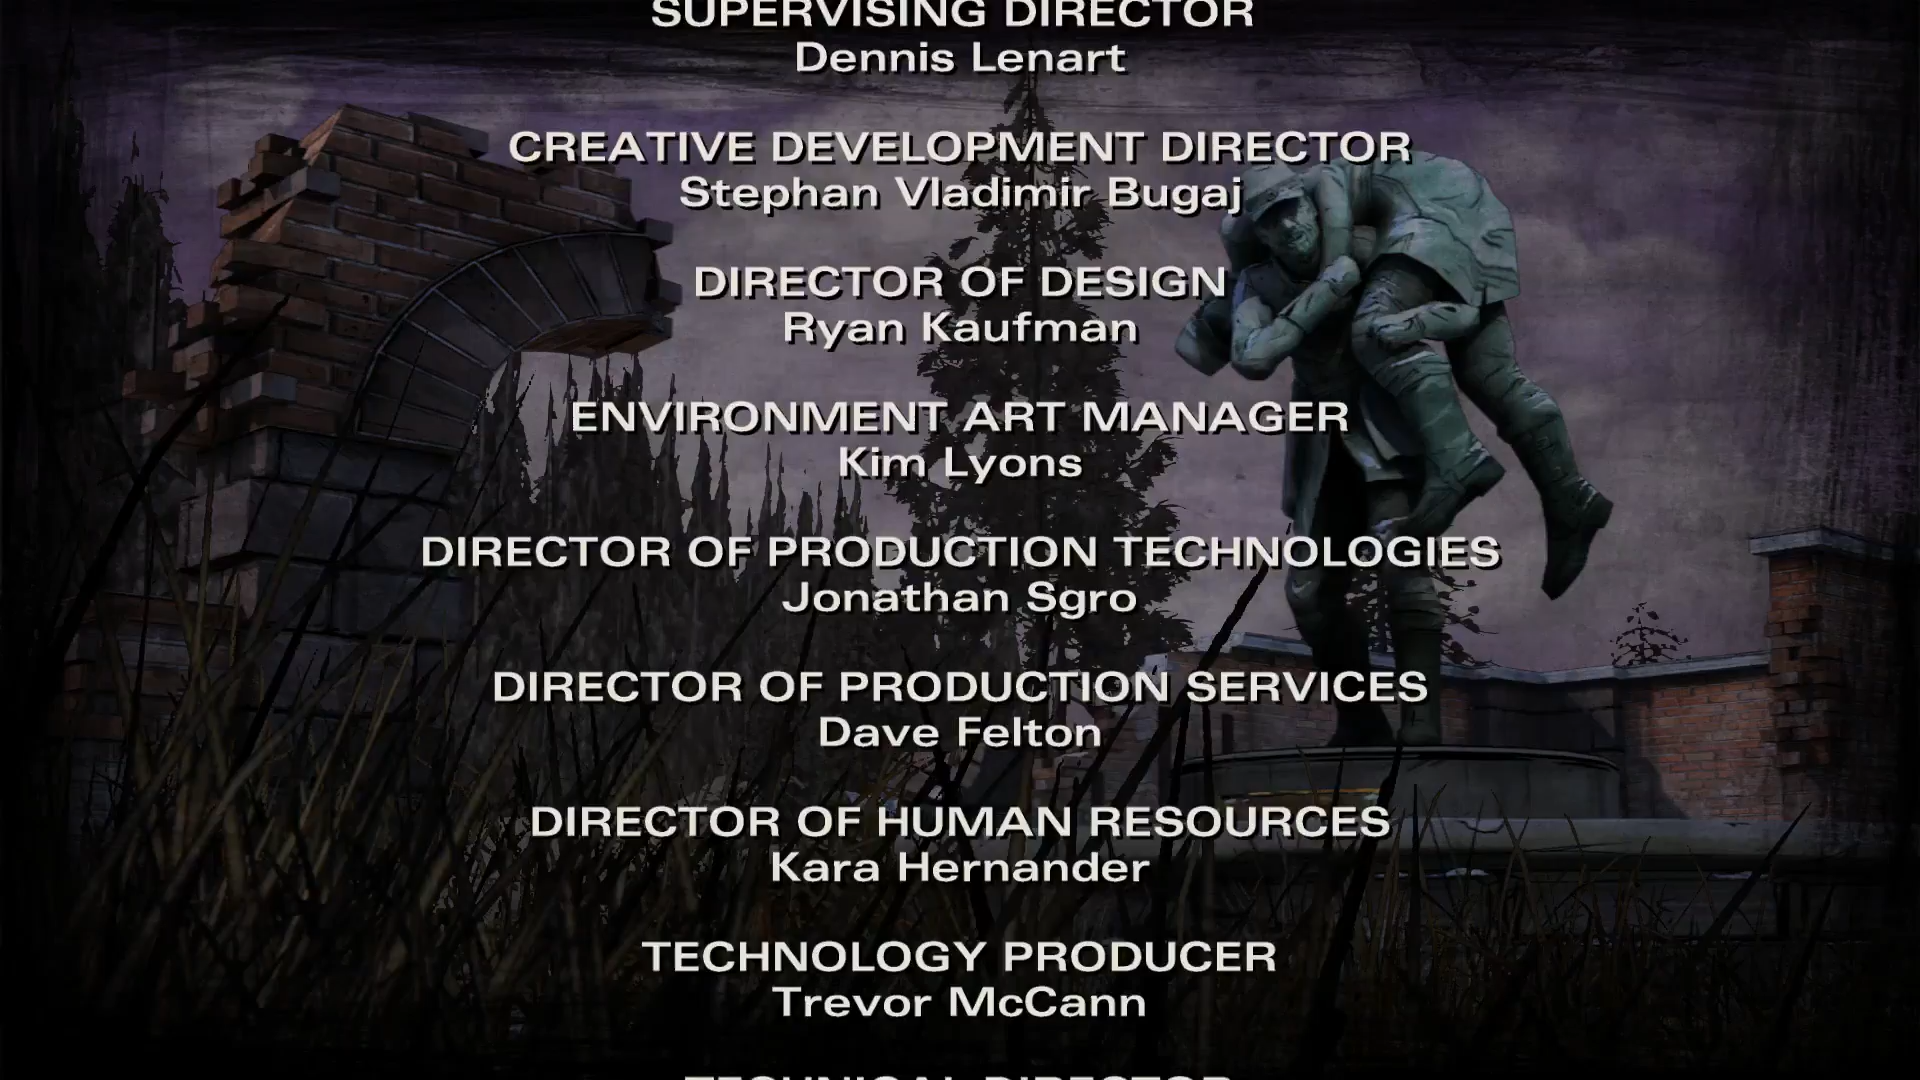 SUPERVISING DIRECTOR
Dennis Lenart
CREATIVE DEVELOPMENT DIRECTOR
Stephan Vladimir Bugaj
DIRECTOR OF DESIGN
Ryan Kaufman
ENVIRONMENT ART MANAGER
Kim Lyons
DIRECTOR OF PRODUCTION TECHNOLOGIES
Jonathan Sgro
DIRECTOR OF PRODUCTION SERVICES
Dave Felton
DIRECTOR OF HUMAN RESOURCES
Kara Hernander
TECHNOLOGY PRODUCER
Trevor McCann
TECHNICAL DIRECTOR